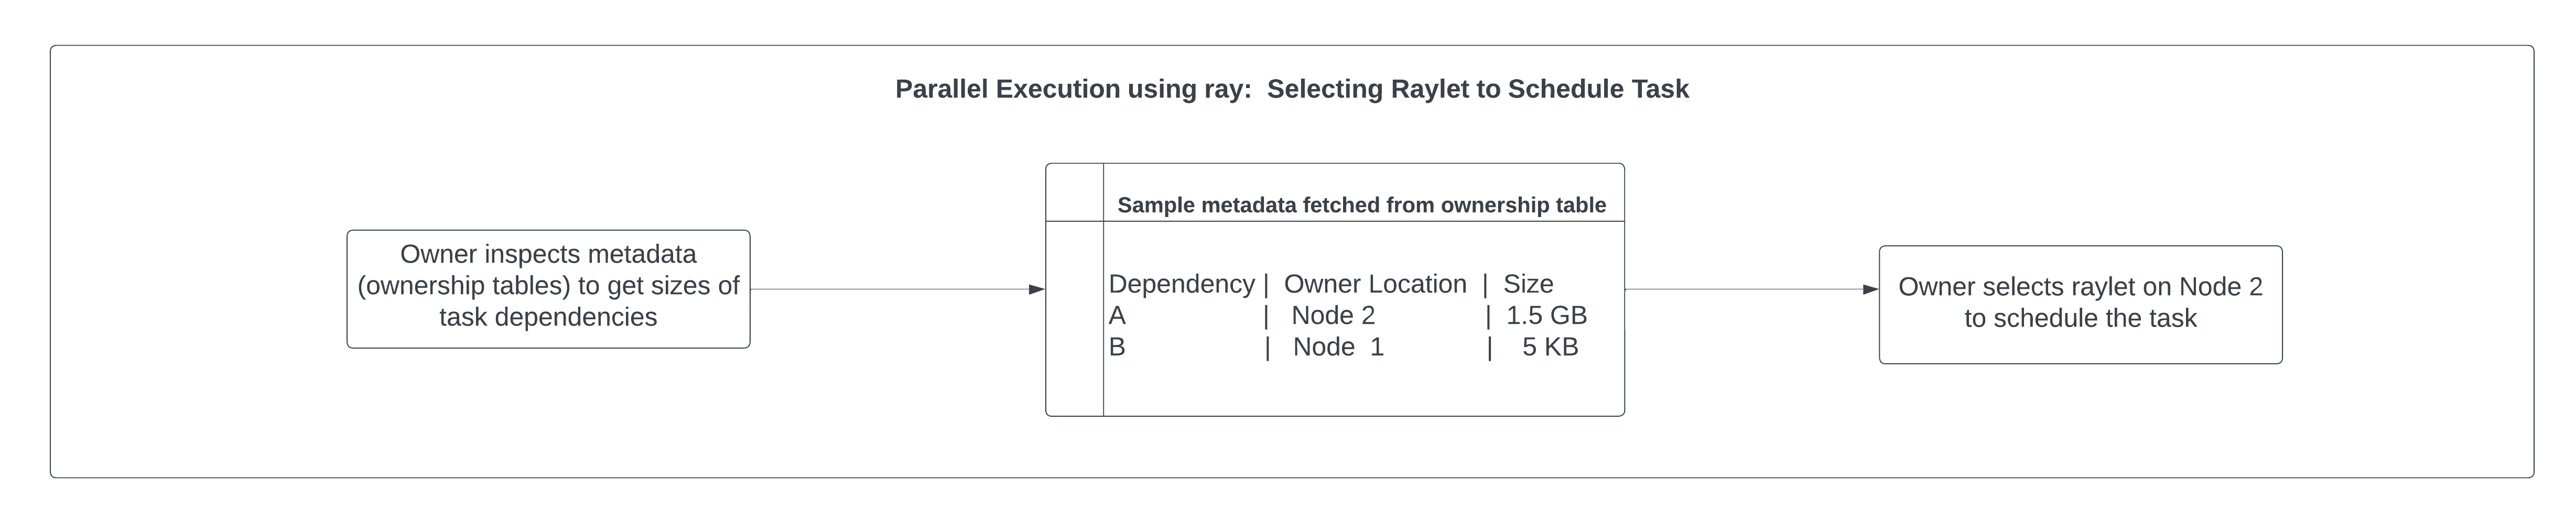 Parallel Execution using ray:  Selecting Raylet to Schedule Task
Owner inspects metadata
(ownership tables) to get sizes of
task dependencies
Sample metadata fetched from ownership table
Dependency |  Owner Location  |  Size
A | Node 2 | 1.5 GB
B | Node  1 | 5 KB
Owner selects raylet on Node 2
to schedule the task